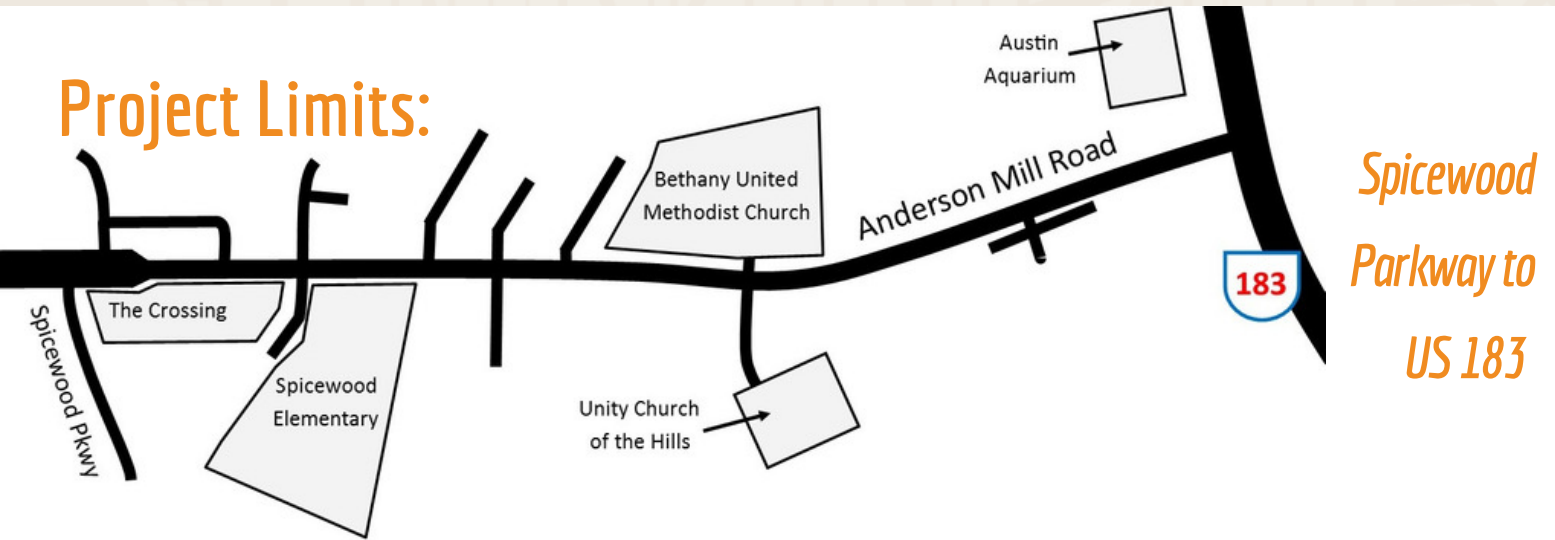 Project Limits:
Austin
Aquarium
Bethany United
Methodist Church
Anderson Mill Road
The Crossing
Spicewood Pkwy
Spicewood
Elementary
Unity Church
of the Hills
183
Spicewood
Parkway to
US 183